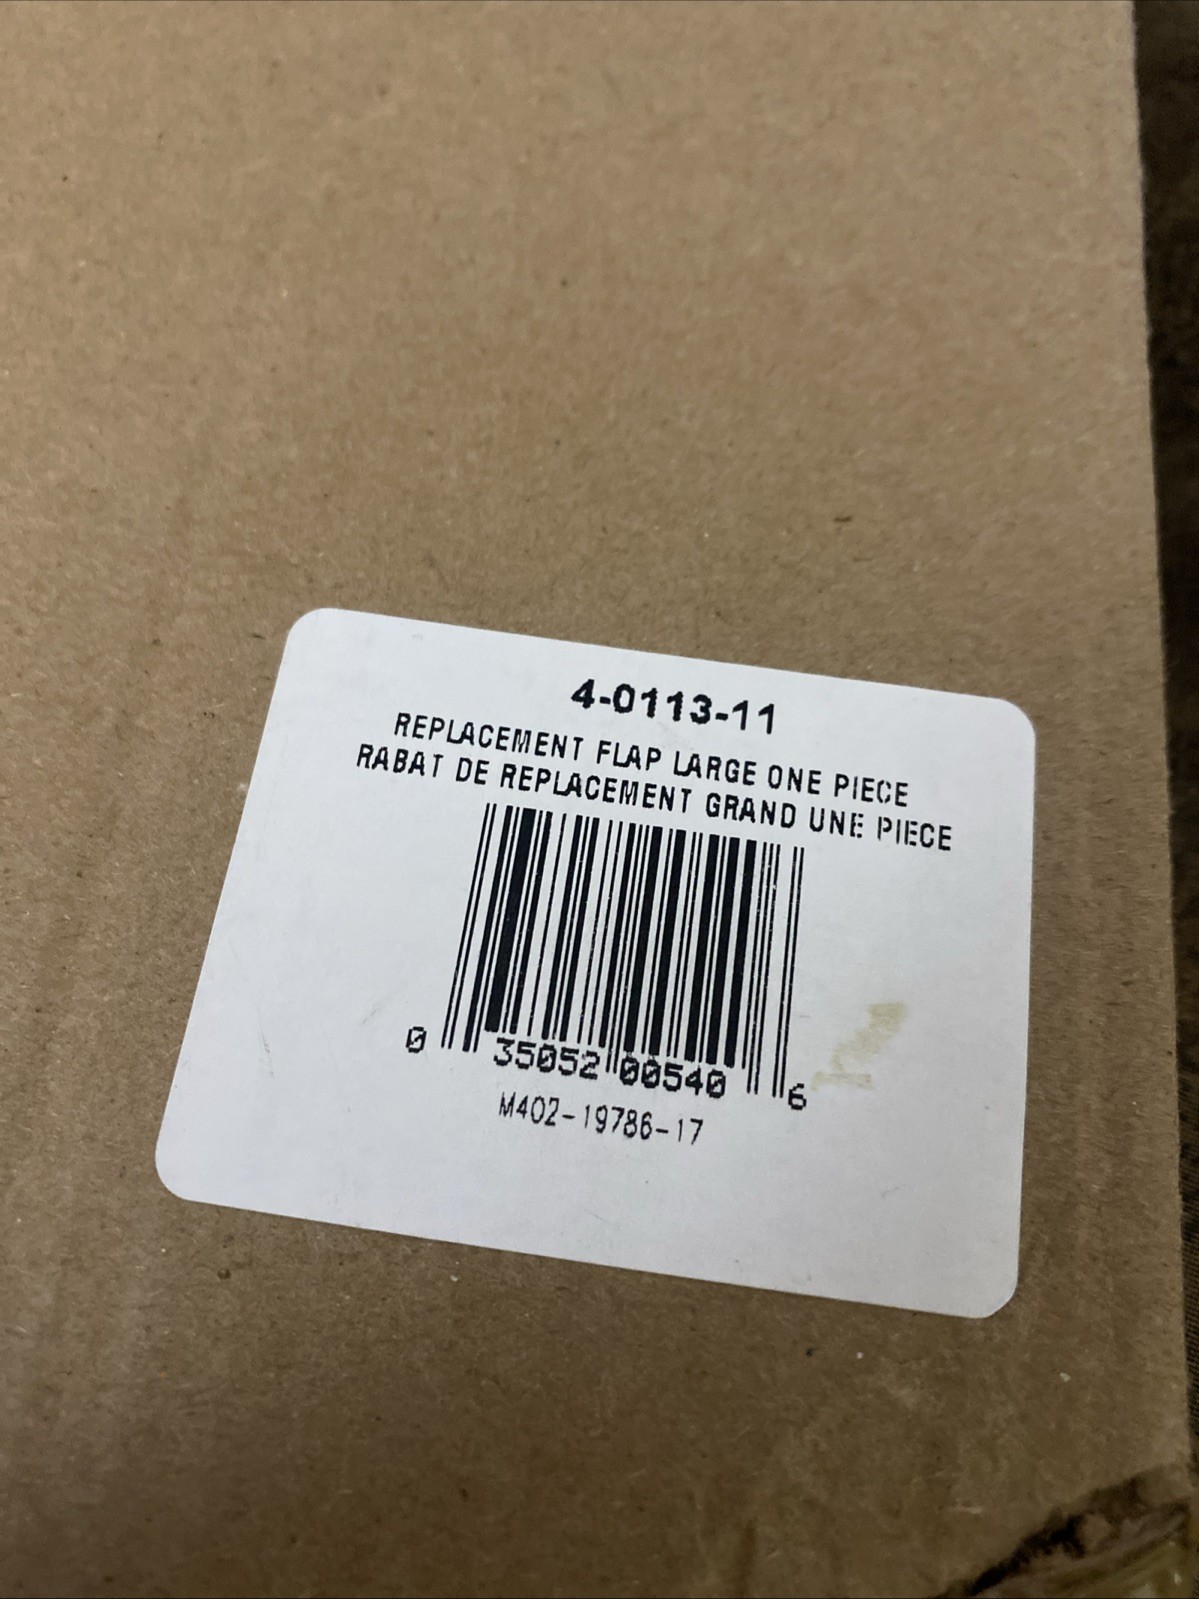 4-0113-11
REPLACEMENT FLAP LARGE ONE PIECE
RABAT DE REPLACEMENT GRAND UNE PIECE
0 35052 00540 6
M402-19786-17